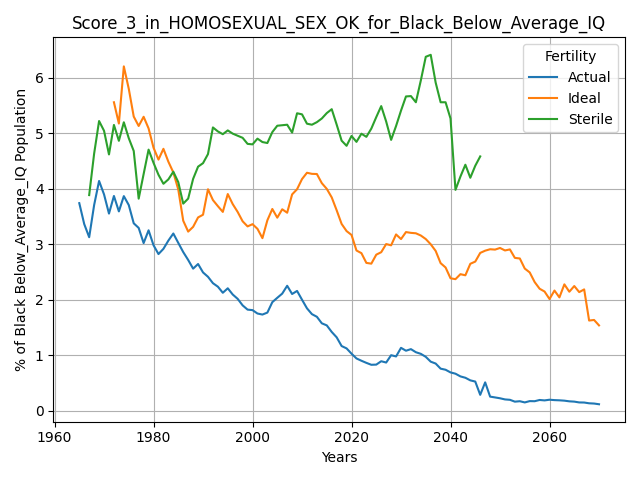 Score_3_in_HOMOSEXUAL_SEX_OK_for_Black_Below_Average_IQ
Fertility
Actual
Ideal
Sterile
% of Black Below_Average_IQ Population
6
5
4
3
2
1
0
1960 1980 2000 2020 2040 2060
Years